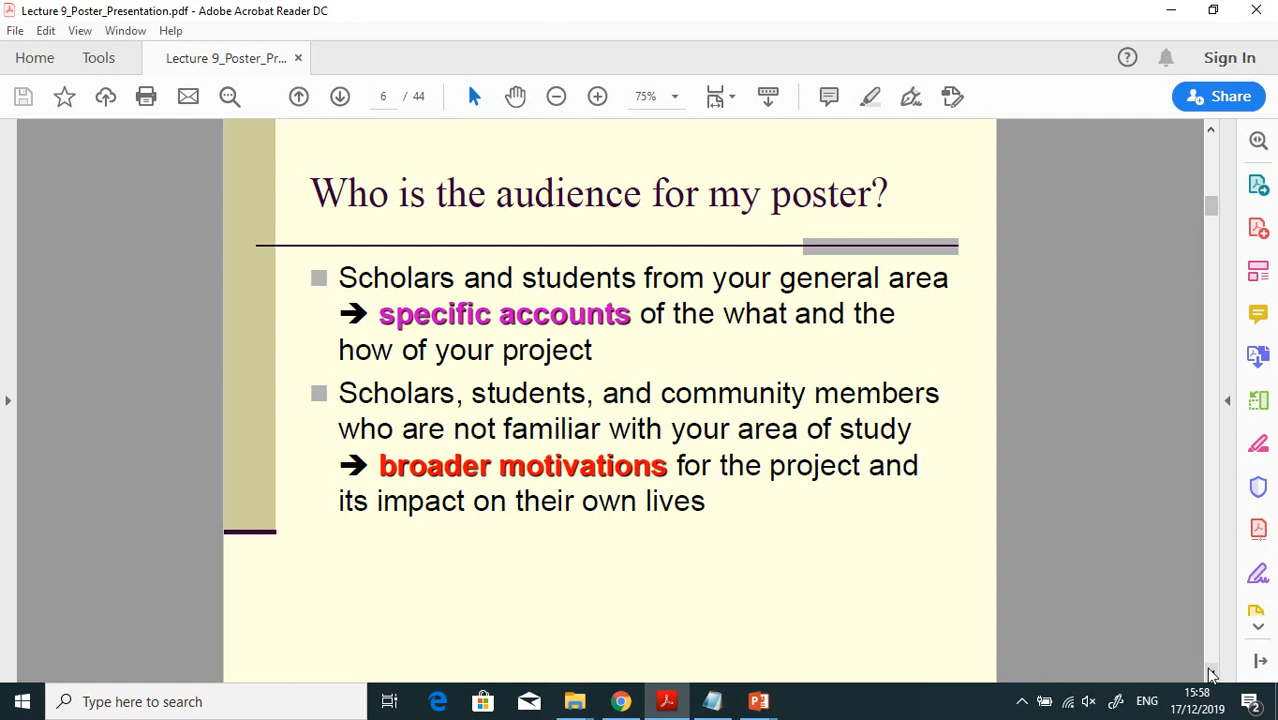 Lecture 9_Poster_Presentation.pdf - Adobe Acrobat Reader DC
File Edit View Window Help
Home Tools Lecture 9_Poster_Pr... × Sign In
6 / 44 75% Share
Who is the audience for my poster?
Scholars and students from your general area
➔ specific accounts of the what and the
how of your project
Scholars, students, and community members
who are not familiar with your area of study
➔ broader motivations for the project and
its impact on their own lives
Type here to search
ENG
15:58
17/12/2019
2